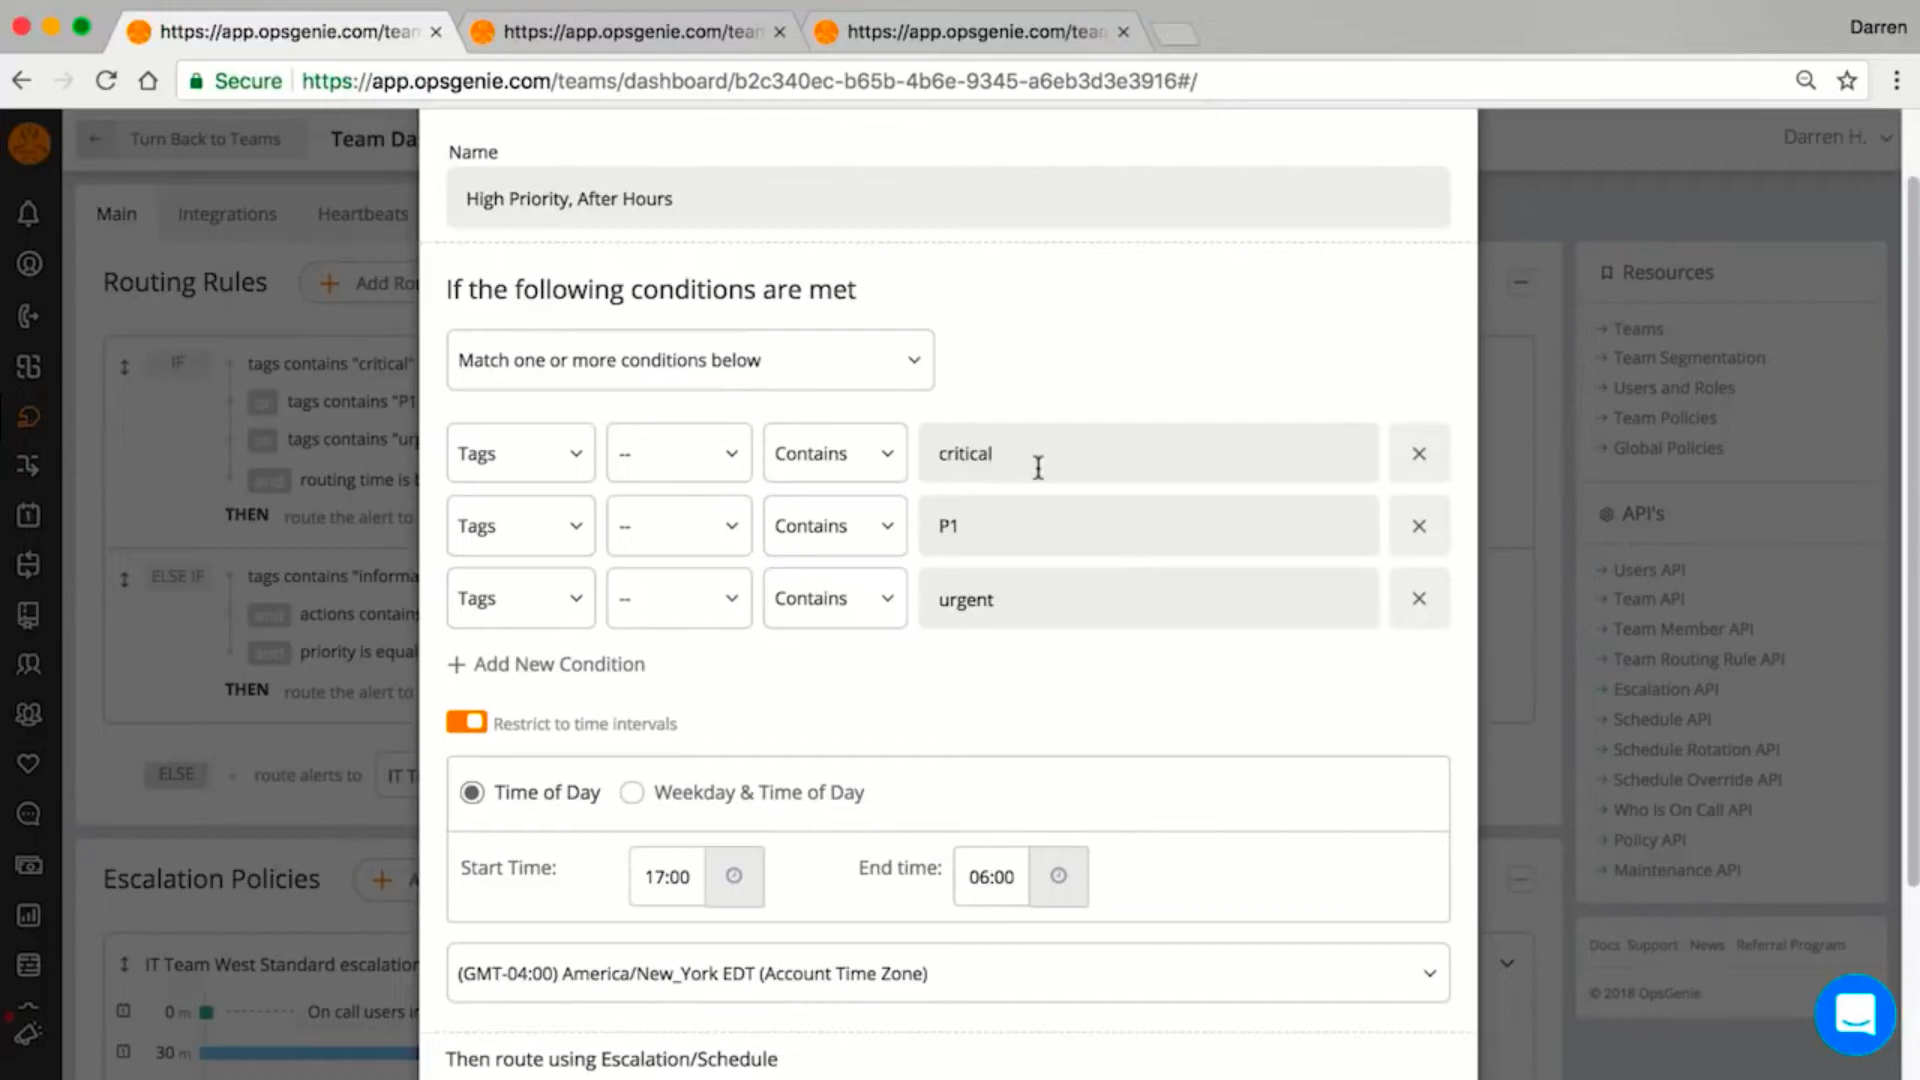 https://app.opsgenie.com/tean
https://app.opsgenie.com/tean
https://app.opsgenie.com/tean
Darren
Secure
https://app.opsgenie.com/teams/dashboard/b2c340ec-b65b-4b6e-9345-a6eb3d3e3916#/
Turn Back to Teams
Team Da
Darren H.
Main
Integrations
Heartbeats
Routing Rules
Add Ro
IF
tags contains "critical"
or
tags contains "P1
or
tags contains "ur
and
routing time is b
THEN
route the alert to
ELSE IF
tags contains "informa
and
actions contain
and
priority is equal
THEN
route the alert to
ELSE
route alerts to
IT T
Escalation Policies
IT Team West Standard escalation
0 m
On call users i
30 m
Name
High Priority, After Hours
If the following conditions are met
Match one or more conditions below
Tags
--
Contains
critical
Tags
--
Contains
P1
Tags
--
Contains
urgent
Add New Condition
Restrict to time intervals
Time of Day
Weekday & Time of Day
Start Time:
17:00
End time:
06:00
(GMT-04:00) America/New_York EDT (Account Time Zone)
Then route using Escalation/Schedule
Resources
Teams
Team Segmentation
Users and Roles
Team Policies
Global Policies
API's
Users API
Team API
Team Member API
Team Routing Rule API
Escalation API
Schedule API
Schedule Rotation API
Schedule Override API
Who Is On Call API
Policy API
Maintenance API
Docs Support News Referral Program
© 2018 OpsGenie